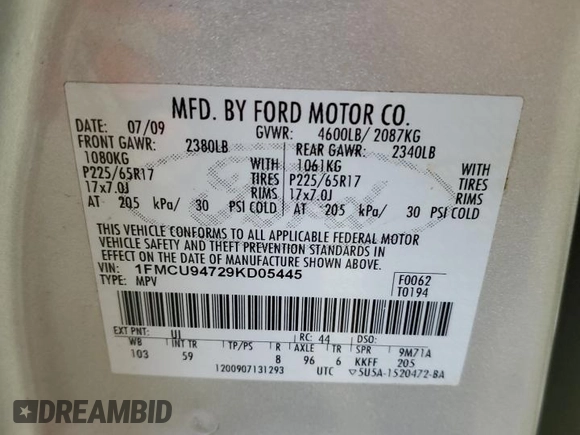 MFD. BY FORD MOTOR CO.
DATE: 07/09 GVWR: 4600LB/ 2087KG
FRONT GAWR: 2380LB REAR GAWR: 2340LB
1080KG WITH 1061KG WITH
P225/65R17 TIRES P225/65R17 TIRES
17x7.0J RIMS 17x7.0J RIMS
AT 205 kPa/ 30 PSI COLD AT 205 kPa/ 30 PSI COLD
THIS VEHICLE CONFORMS TO ALL APPLICABLE FEDERAL MOTOR
VEHICLE SAFETY AND THEFT PREVENTION STANDARDS IN
EFFECT ON THE DATE OF MANUFACTURE SHOWN ABOVE.
VIN: 1FMCU94729KD05445 F0062
TYPE: MPV T0194
EXT PNT: UI RC: 44 DSO:
WB INT TR TP/PS R AXLE TR SPR 9M71A
103 59 8 96 6 KKFF 205
1200907131293 UTC ▽5U5A-1520472-BA
DREAMBID